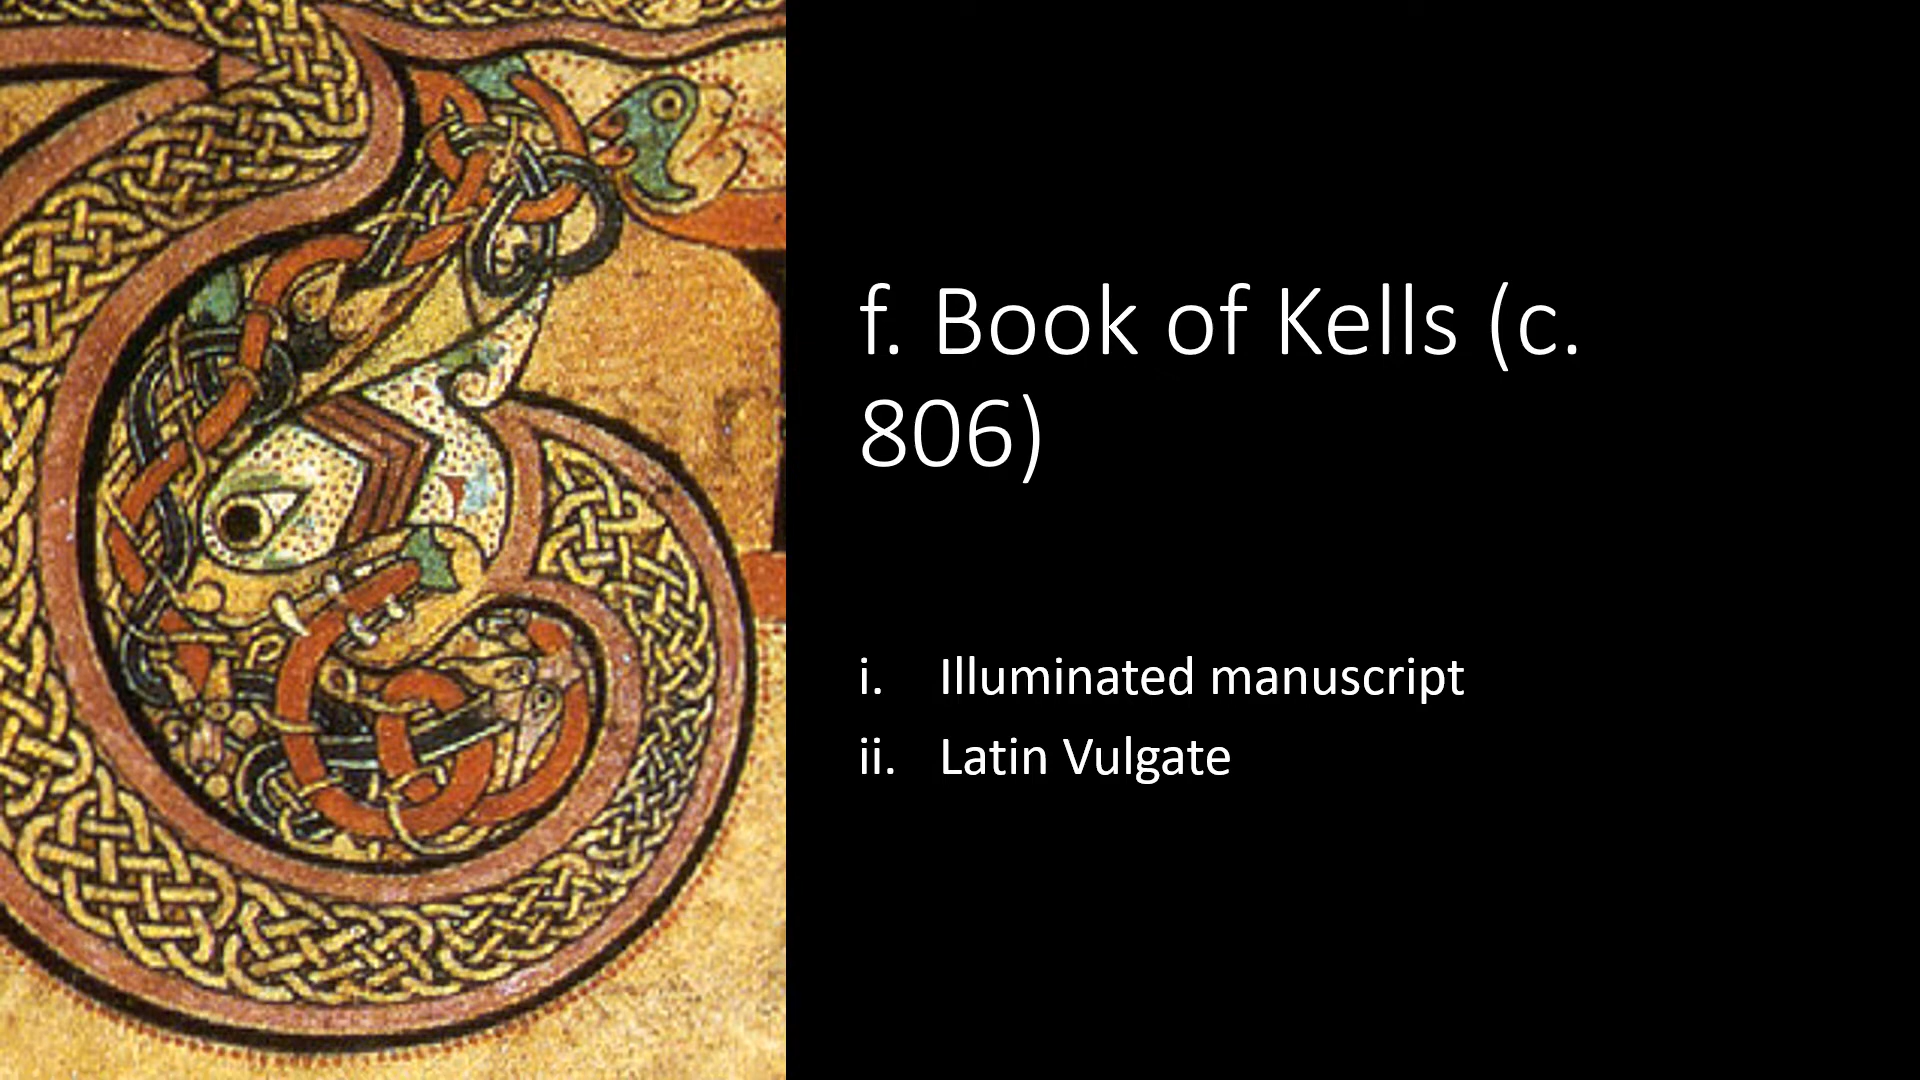 f. Book of Kells (c.
806)
i. Illuminated manuscript
ii. Latin Vulgate